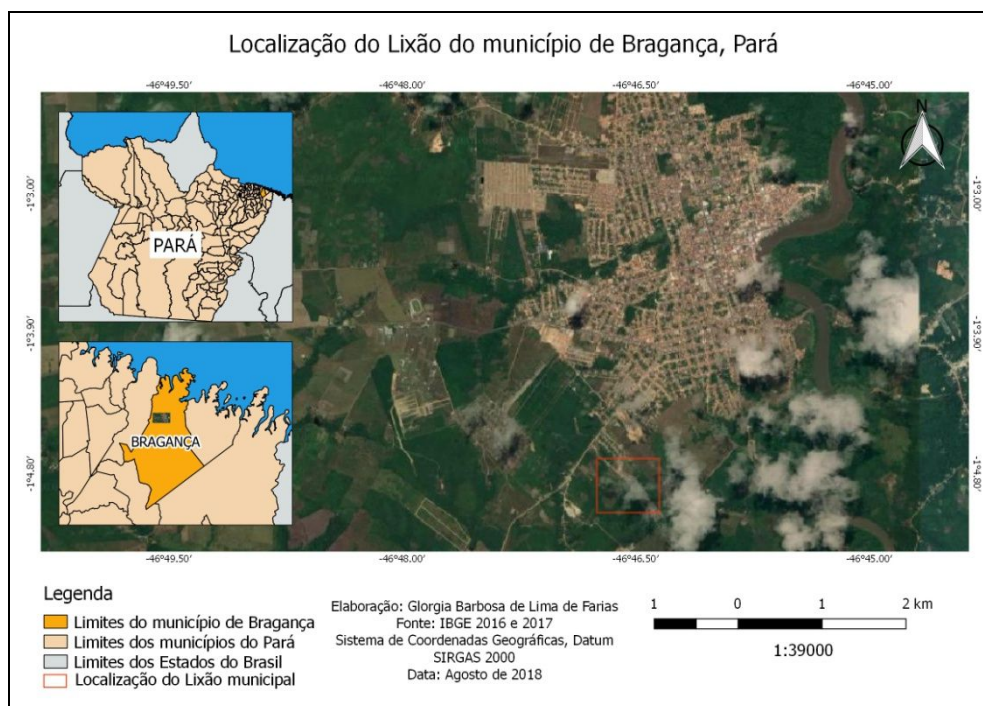 Localização do Lixão do município de Bragança, Pará
-46°49.50' -46°48.00' -46°46.50' -46°45.00'
N
-1°3.00' -1°3.00'
PARÁ
-1°3.90' -1°3.90'
BRAGANÇA
-1°4.80' -1°4.80'
-46°49.50' -46°48.00' -46°46.50' -46°45.00'
Legenda
Limites do município de Bragança
Limites dos municípios do Pará
Limites dos Estados do Brasil
Localização do Lixão municipal
Elaboração: Glorgia Barbosa de Lima de Farias
Fonte: IBGE 2016 e 2017
Sistema de Coordenadas Geográficas, Datum
SIRGAS 2000
Data: Agosto de 2018
1 0 1 2 km
1:39000